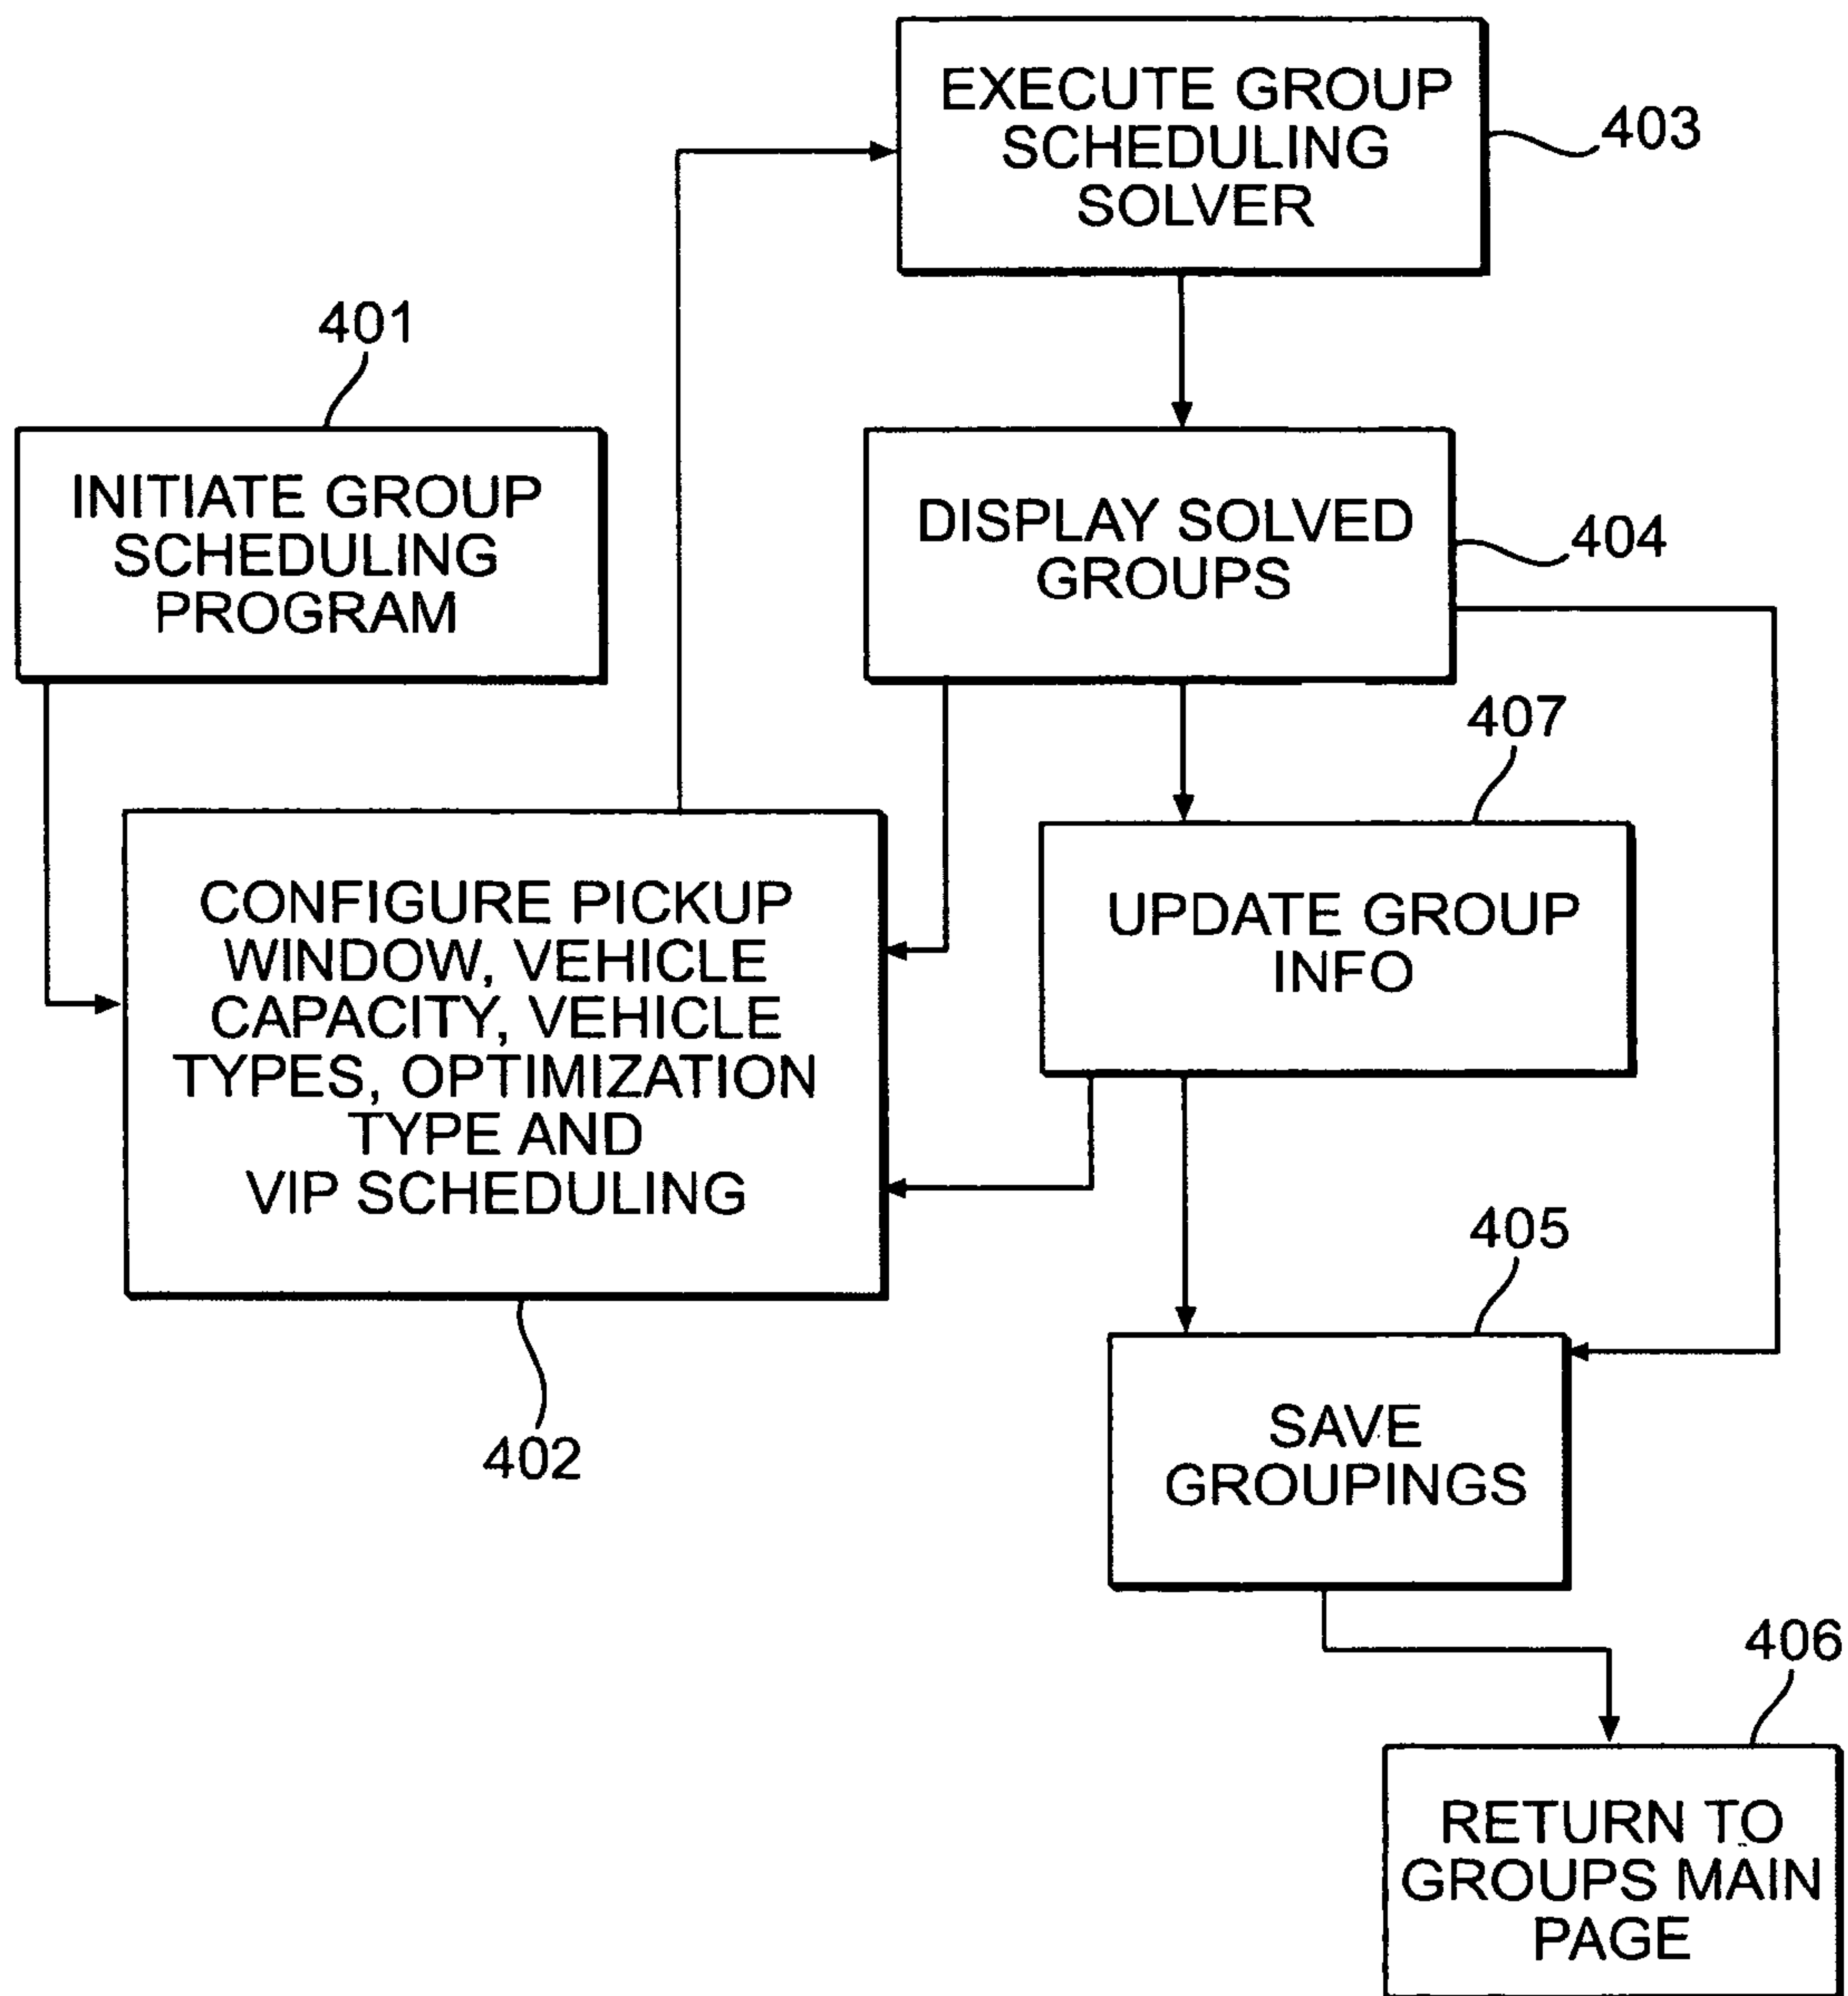 EXECUTE GROUP
SCHEDULING
SOLVER
403
401
INITIATE GROUP
SCHEDULING
PROGRAM
DISPLAY SOLVED
GROUPS
404
407
CONFIGURE PICKUP
WINDOW, VEHICLE
CAPACITY, VEHICLE
TYPES, OPTIMIZATION
TYPE AND
VIP SCHEDULING
402
UPDATE GROUP
INFO
405
SAVE
GROUPINGS
406
RETURN TO
GROUPS MAIN
PAGE